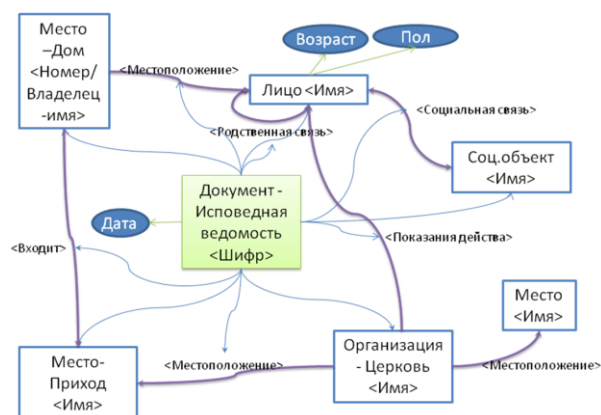 Место
–Дом
<Номер/
Владелец
-имя>
<Местоположение>
Возраст
Пол
Лицо <Имя>
<Социальная связь>
<Родственная связь>
Соц.объект
<Имя>
Документ -
Исповедная
ведомость
<Шифр>
Дата
<Входит>
<Показания действа>
Место
<Имя>
Место-
Приход
<Имя>
<Местоположение>
Организация
- Церковь
<Имя>
<Местоположение>